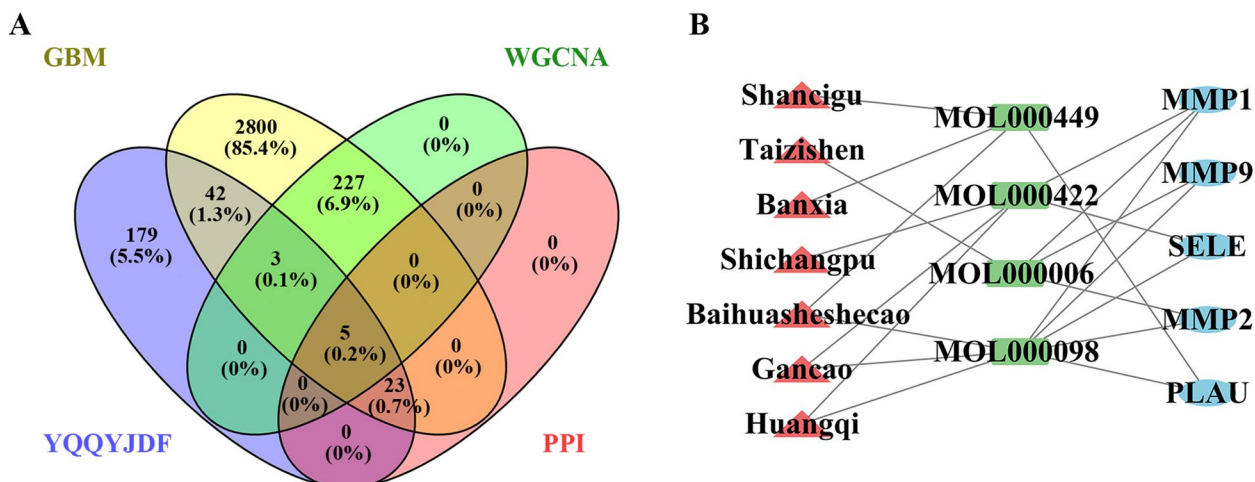 A
GBM
WGCNA
2800
(85.4%)
0
(0%)
42
(1.3%)
227
(6.9%)
0
(0%)
179
(5.5%)
3
(0.1%)
0
(0%)
0
(0%)
0
(0%)
5
(0.2%)
0
(0%)
0
(0%)
23
(0.7%)
0
(0%)
YQQYJDF
PPI
B
Shancigu
Taizishen
Banxia
Shichangpu
Baihuasheshecao
Gancao
Huangqi
MOL000449
MOL000422
MOL000006
MOL000098
MMP1
MMP9
SELE
MMP2
PLAU